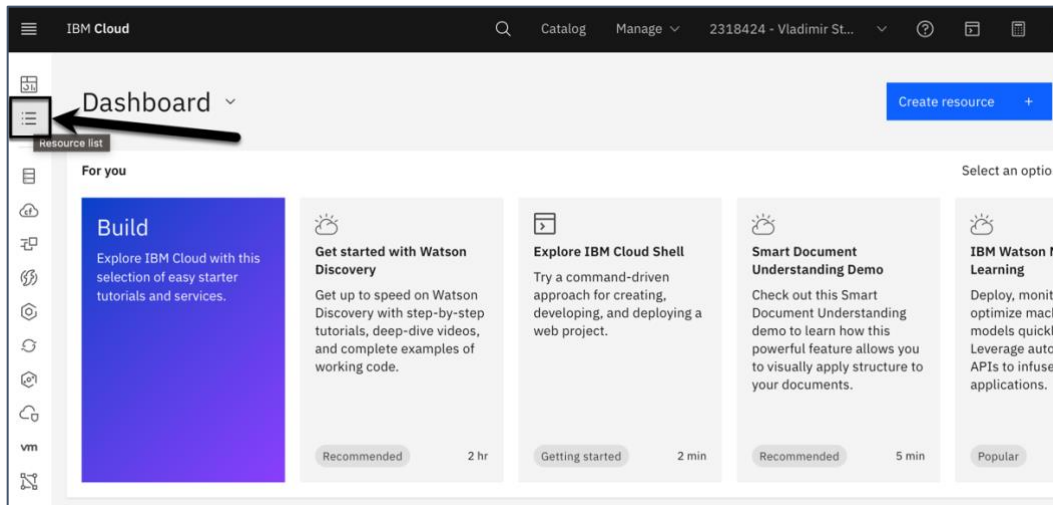 IBM Cloud
Catalog
Manage
2318424 - Vladimir St...
Dashboard
Create resource +
Resource list
For you
Select an optio
Build
Explore IBM Cloud with this
selection of easy starter
tutorials and services.
Get started with Watson
Discovery
Get up to speed on Watson
Discovery with step-by-step
tutorials, deep-dive videos,
and complete examples of
working code.
Recommended
2 hr
Explore IBM Cloud Shell
Try a command-driven
approach for creating,
developing, and deploying a
web project.
Getting started
2 min
Smart Document
Understanding Demo
Check out this Smart
Document Understanding
demo to learn how this
powerful feature allows you
to visually apply structure to
your documents.
Recommended
5 min
IBM Watson M
Learning
Deploy, monit
optimize mach
models quickl
Leverage auto
APIs to infuse
applications.
Popular
cf
vm